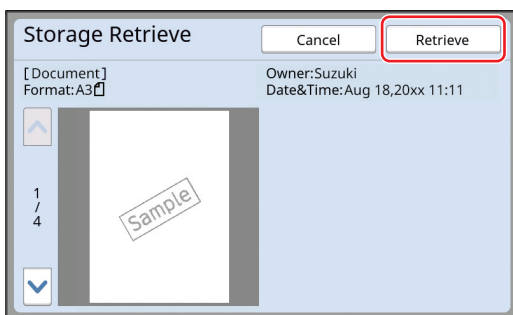 Storage Retrieve
Cancel
Retrieve
[Document]
Format:A3
Owner:Suzuki
Date&Time:Aug 18,20xx 11:11
1
/
4
Sample